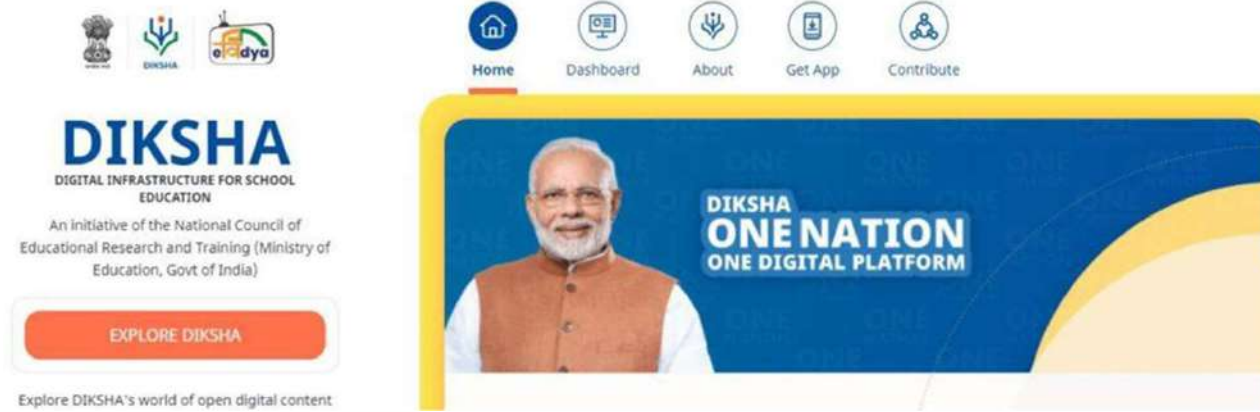 DIKSHA
eविdya
DIKSHA
DIGITAL INFRASTRUCTURE FOR SCHOOL
EDUCATION
An initiative of the National Council of
Educational Research and Training (Ministry of
Education, Govt of India)
EXPLORE DIKSHA
Explore DIKSHA's world of open digital content
Home
Dashboard
About
Get App
Contribute
DIKSHA
ONE NATION
ONE DIGITAL PLATFORM